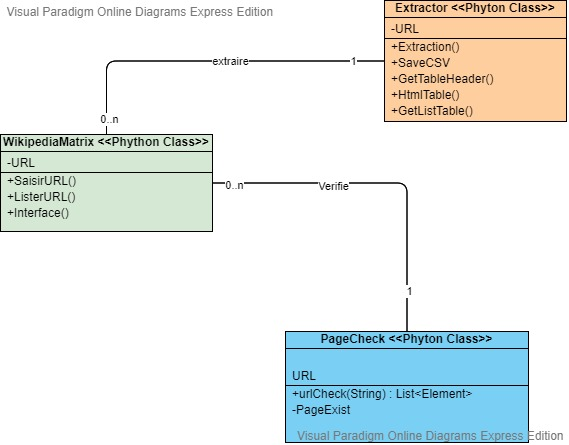 Visual Paradigm Online Diagrams Express Edition
Extractor <<Phyton Class>>
-URL
+Extraction()
+SaveCSV
+GetTableHeader()
+HtmlTable()
+GetListTable()
extraire
1
0..n
WikipediaMatrix <<Phython Class>>
-URL
+SaisirURL()
+ListerURL()
+Interface()
0..n
Verifie
1
PageCheck <<Phyton Class>>
URL
+urlCheck(String) : List<Element>
-PageExist
Visual Paradigm Online Diagrams Express Edition